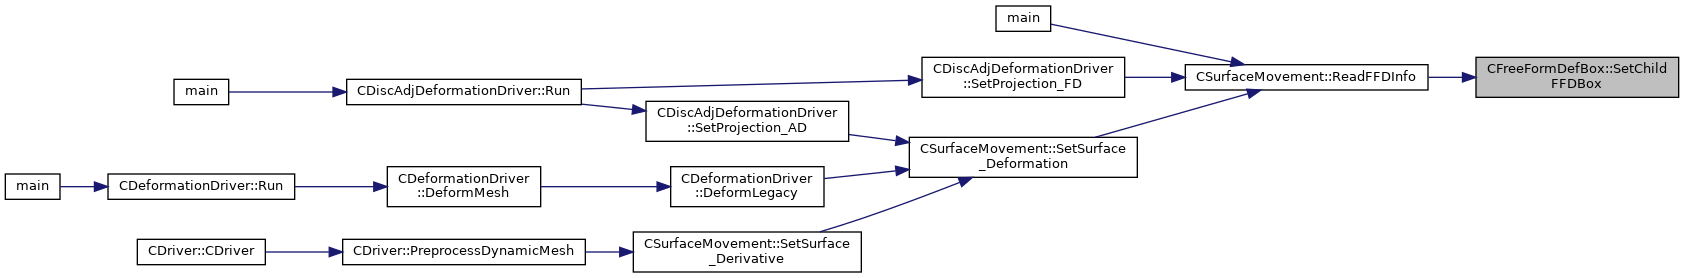 main
CFreeFormDefBox::SetChild
FFDBox
CSurfaceMovement::ReadFFDInfo
CDiscAdjDeformationDriver
::SetProjection_FD
main
CDiscAdjDeformationDriver::Run
CDiscAdjDeformationDriver
::SetProjection_AD
CSurfaceMovement::SetSurface
_Deformation
main
CDeformationDriver::Run
CDeformationDriver
::DeformMesh
CDeformationDriver
::DeformLegacy
CDriver::CDriver
CDriver::PreprocessDynamicMesh
CSurfaceMovement::SetSurface
_Derivative